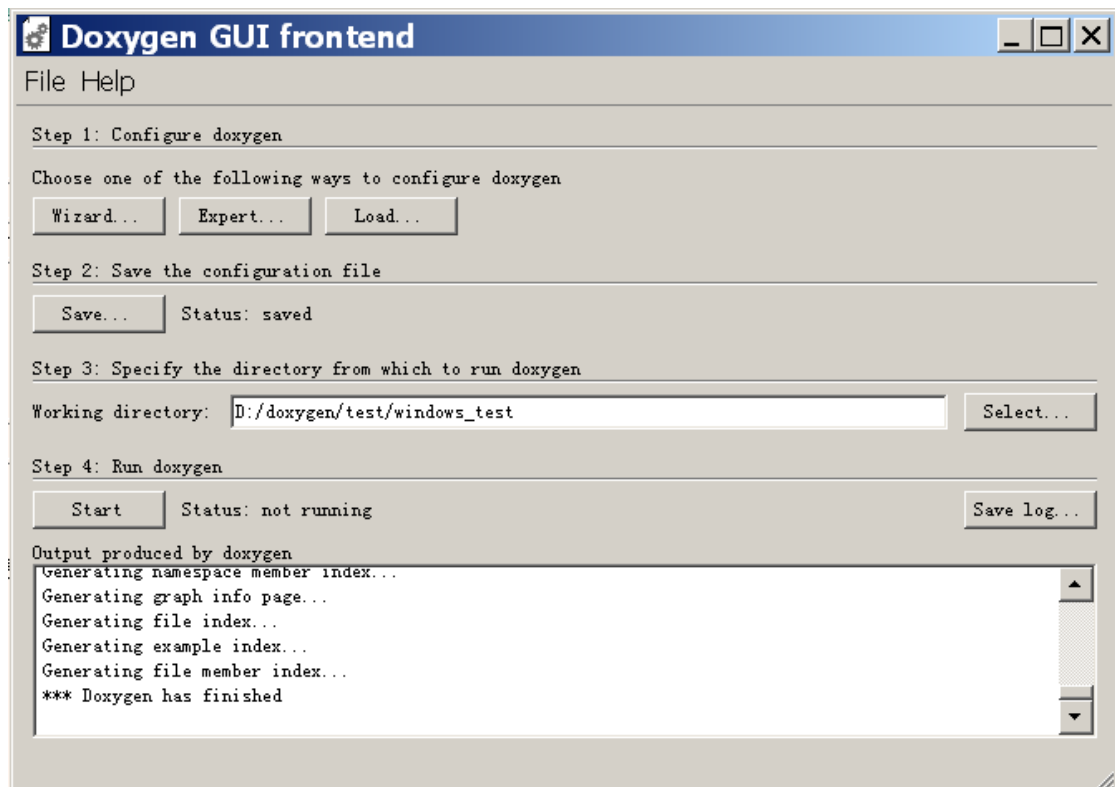 Doxygen GUI frontend
File Help
Step 1: Configure doxygen
Choose one of the following ways to configure doxygen
Wizard... Expert... Load...
Step 2: Save the configuration file
Save... Status: saved
Step 3: Specify the directory from which to run doxygen
Working directory: D:/doxygen/test/windows_test Select...
Step 4: Run doxygen
Start Status: not running Save log...
Output produced by doxygen
Generating namespace member index...
Generating graph info page...
Generating file index...
Generating example index...
Generating file member index...
*** Doxygen has finished